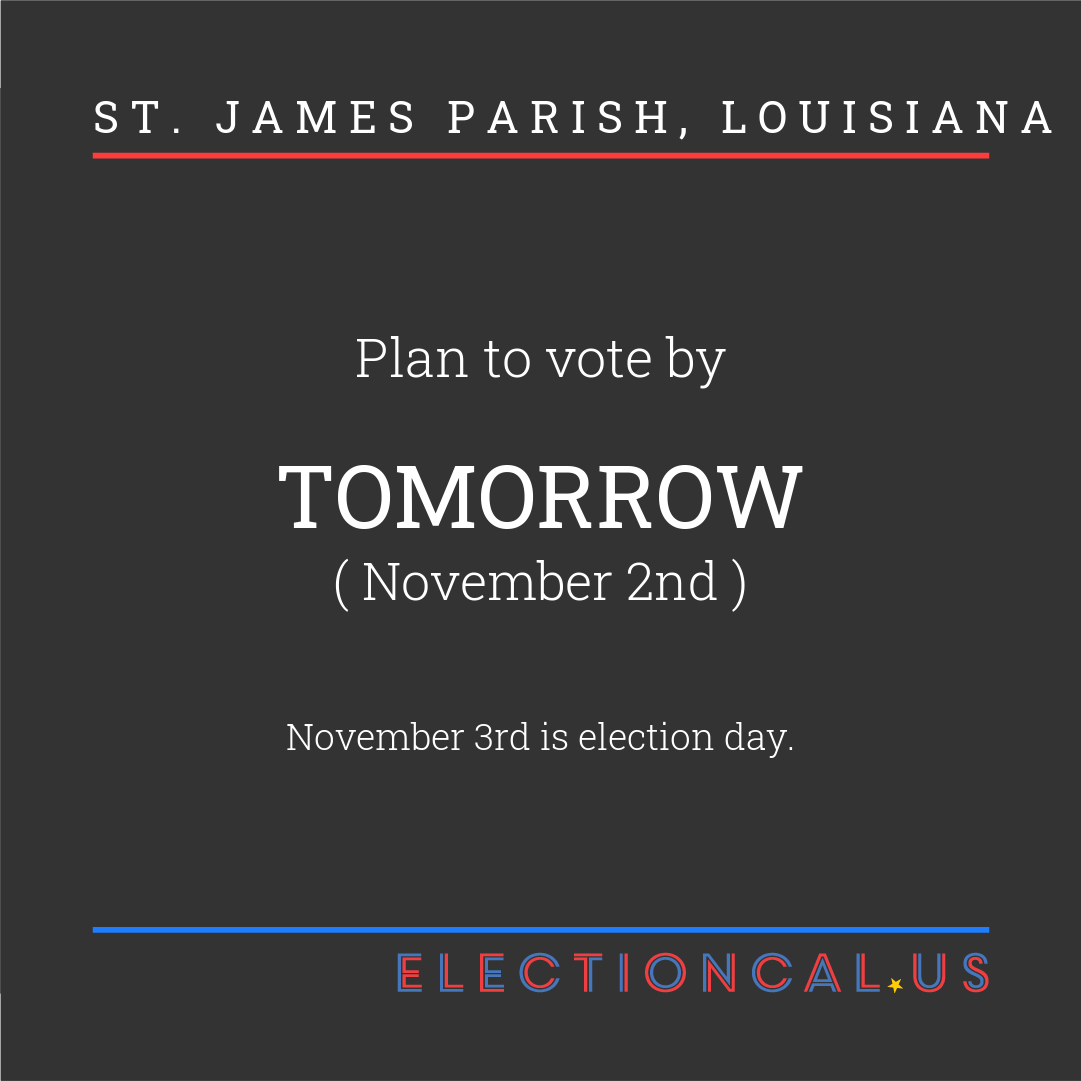 ST. JAMES PARISH, LOUISIANA
Plan to vote by
TOMORROW
( November 2nd )
November 3rd is election day.
ELECTIONCAL.US